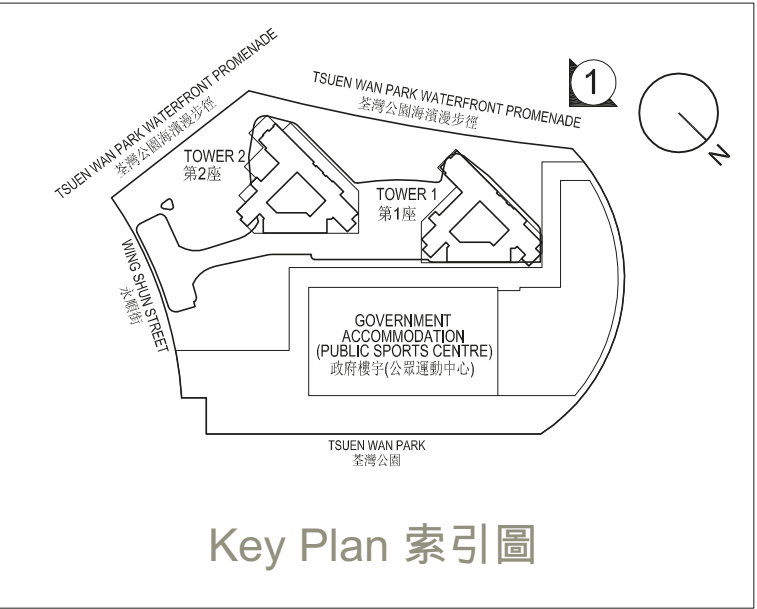 TSUEN WAN PARK WATERFRONT PROMENADE
荃灣公園海濱漫步徑
TSUEN WAN PARK WATERFRONT PROMENADE
荃灣公園海濱漫步徑
1
N
TOWER 2
第2座
TOWER 1
第1座
WING SHUN STREET
永順街
GOVERNMENT
ACCOMMODATION
(PUBLIC SPORTS CENTRE)
政府樓宇(公眾運動中心)
TSUEN WAN PARK
荃灣公園
Key Plan 索引圖